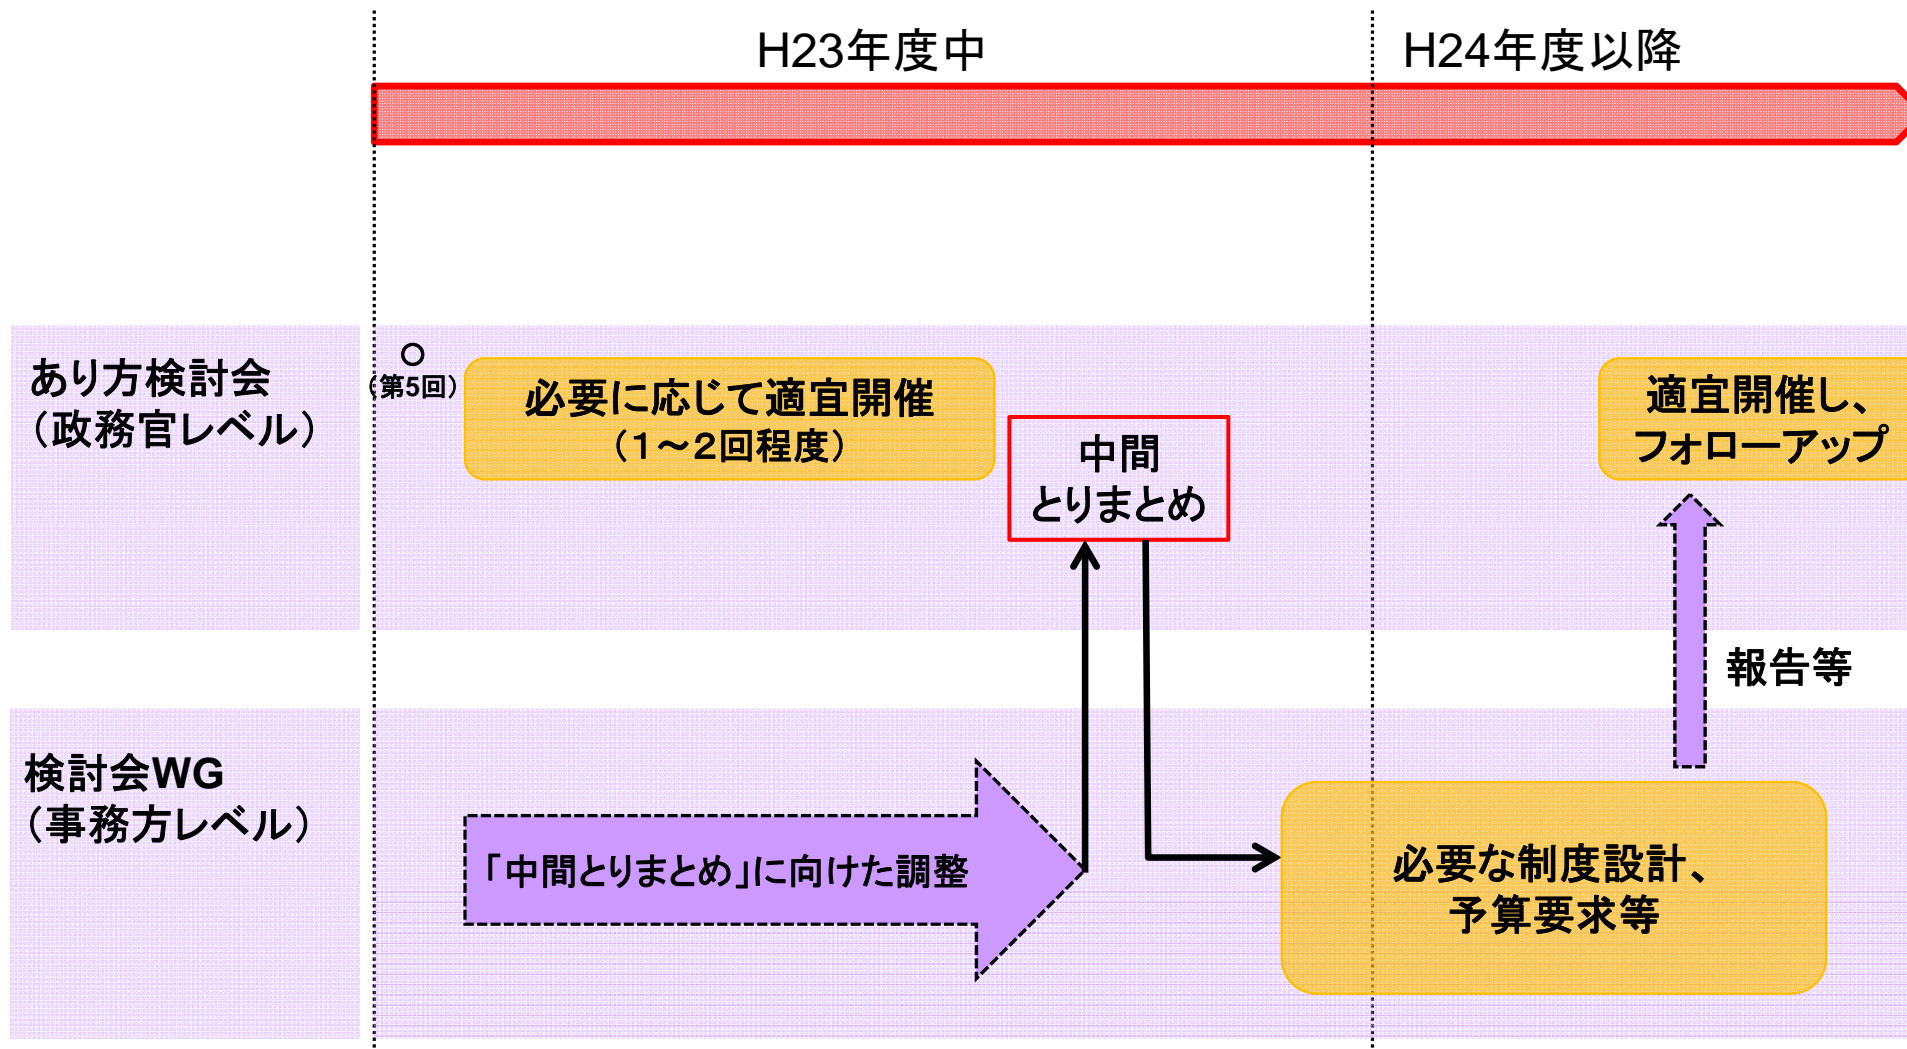 H23年度中
H24年度以降
あり方検討会
（政務官レベル）
（第5回）
必要に応じて適宜開催
（１～２回程度）
中間
とりまとめ
適宜開催し、
フォローアップ
報告等
検討会WG
（事務方レベル）
「中間とりまとめ」に向けた調整
必要な制度設計、
予算要求等